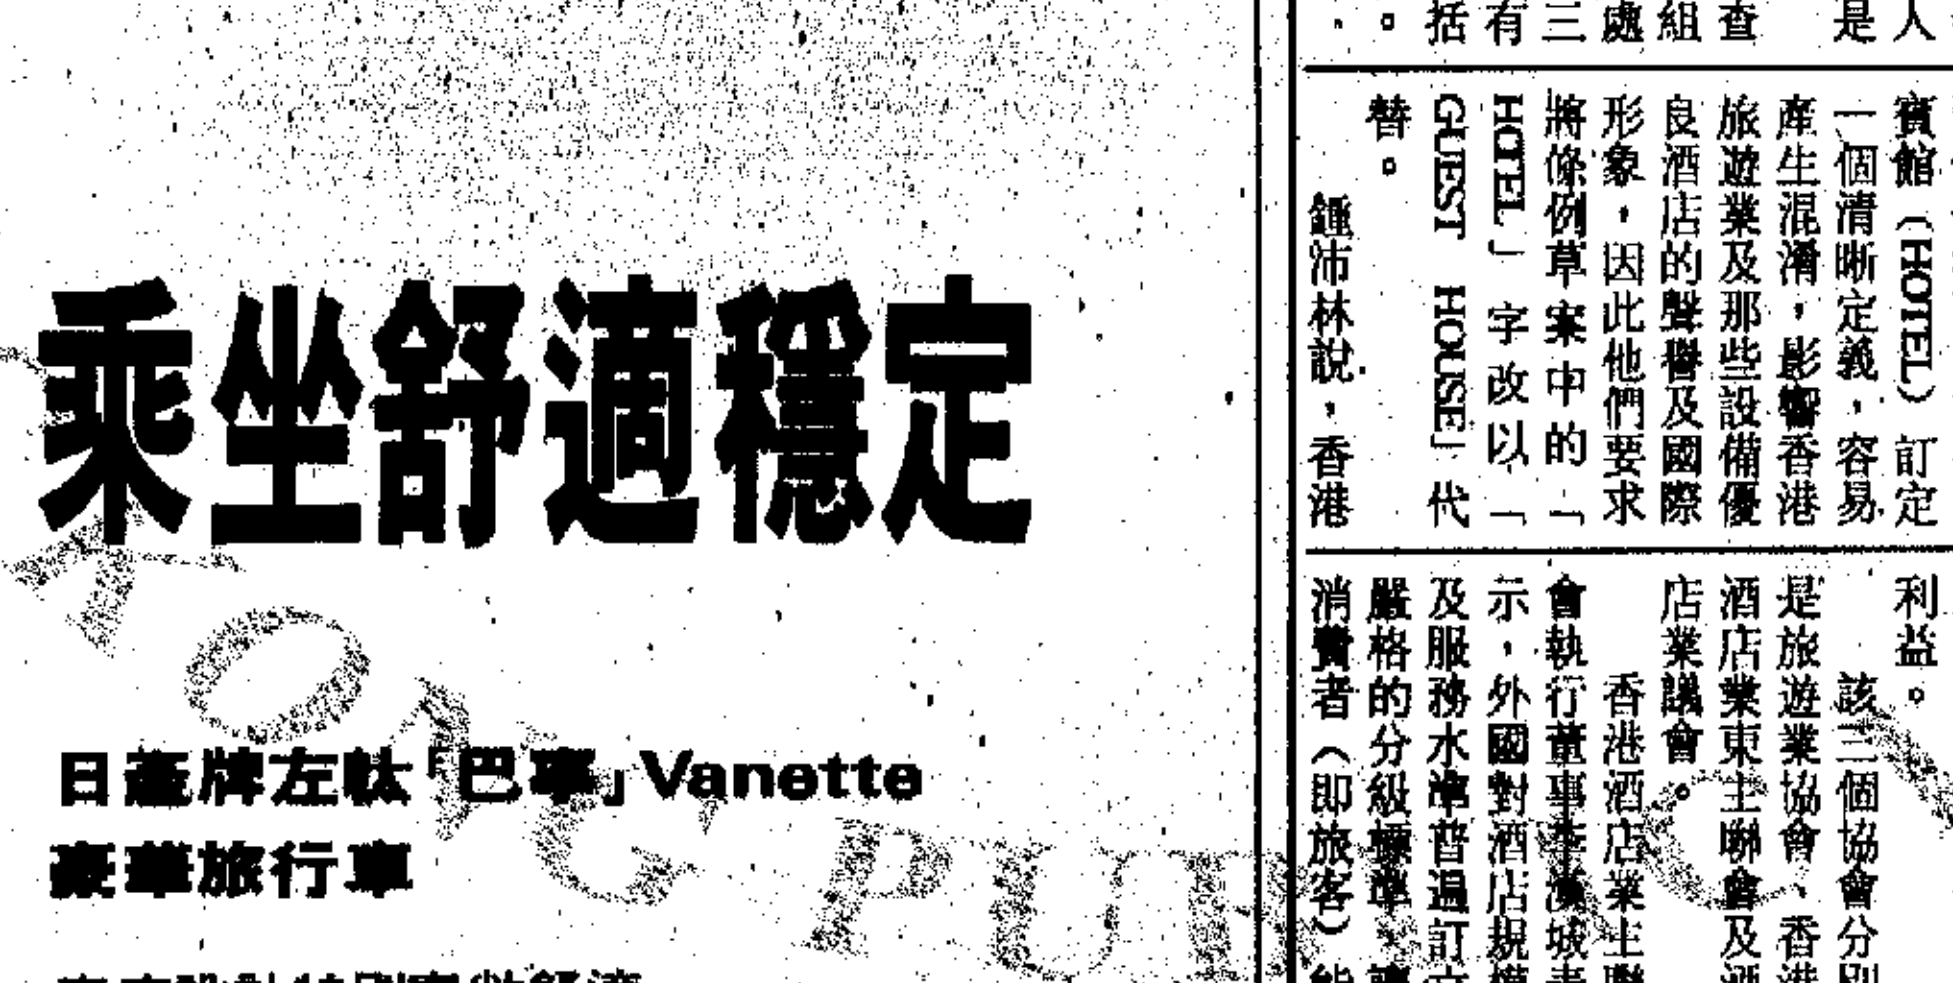 乘坐舒適穩定
日產牌左軚「巴寧」Vanette
豪華旅行車
人
是
查
組
處
三
有
括
。
賓館（HOTEL）訂定
一個清晰定義，容易
產生混淆，影響香港
旅遊業及那些設備優
良酒店的聲譽及國際
形象，因此他們要求
將條例草案中的「
HOTEL」字改以「
GUEST HOUSE」代
替。
鍾沛林說，香港
利益。
該三個協會分別
是旅遊業協會、香港
酒店業東主聯會及酒
店業議會。
香港酒店業主聯
會執行董事李漢城表
示，外國對酒店規模
及服務水準普遍訂
嚴格的分級標準
消費者（即旅客）能